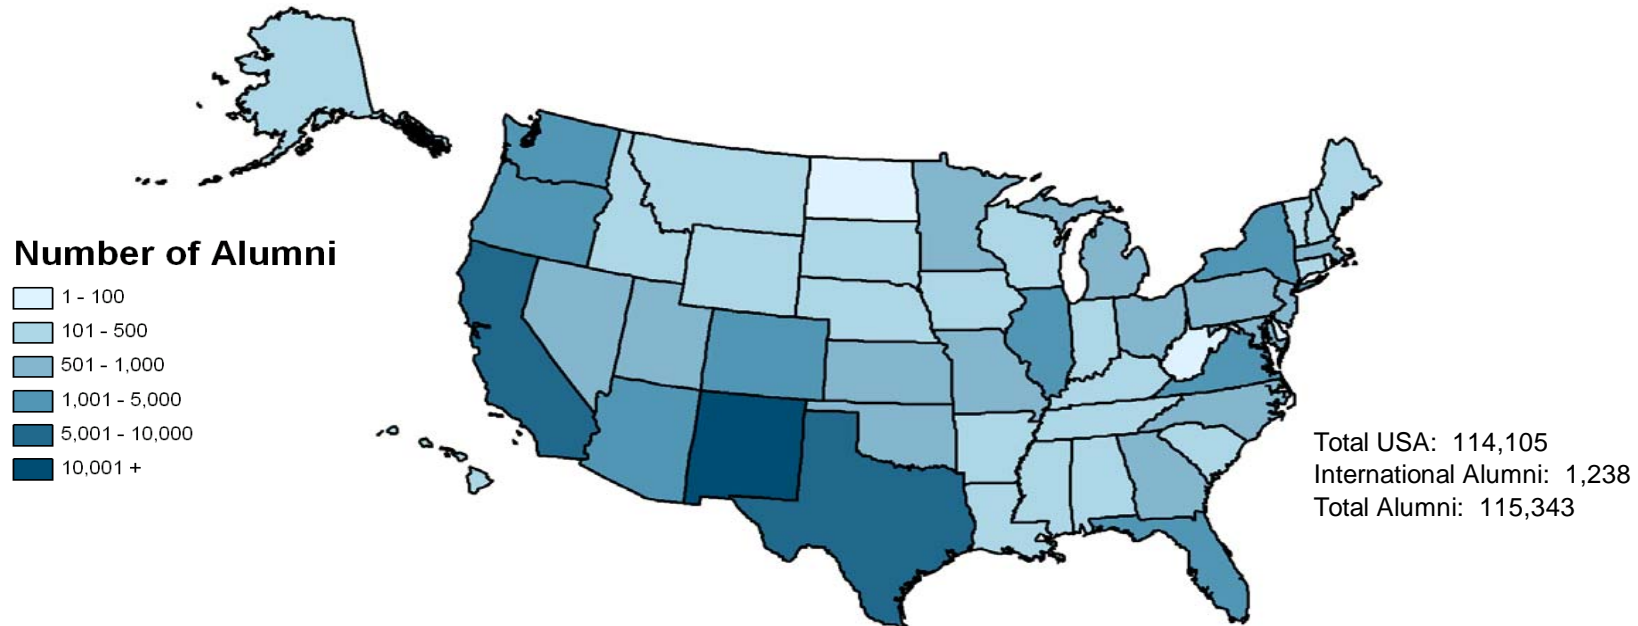 Number of Alumni
1 - 100
101 - 500
501 - 1,000
1,001 - 5,000
5,001 - 10,000
10,001 +
Total USA:  114,105
International Alumni:  1,238
Total Alumni:  115,343